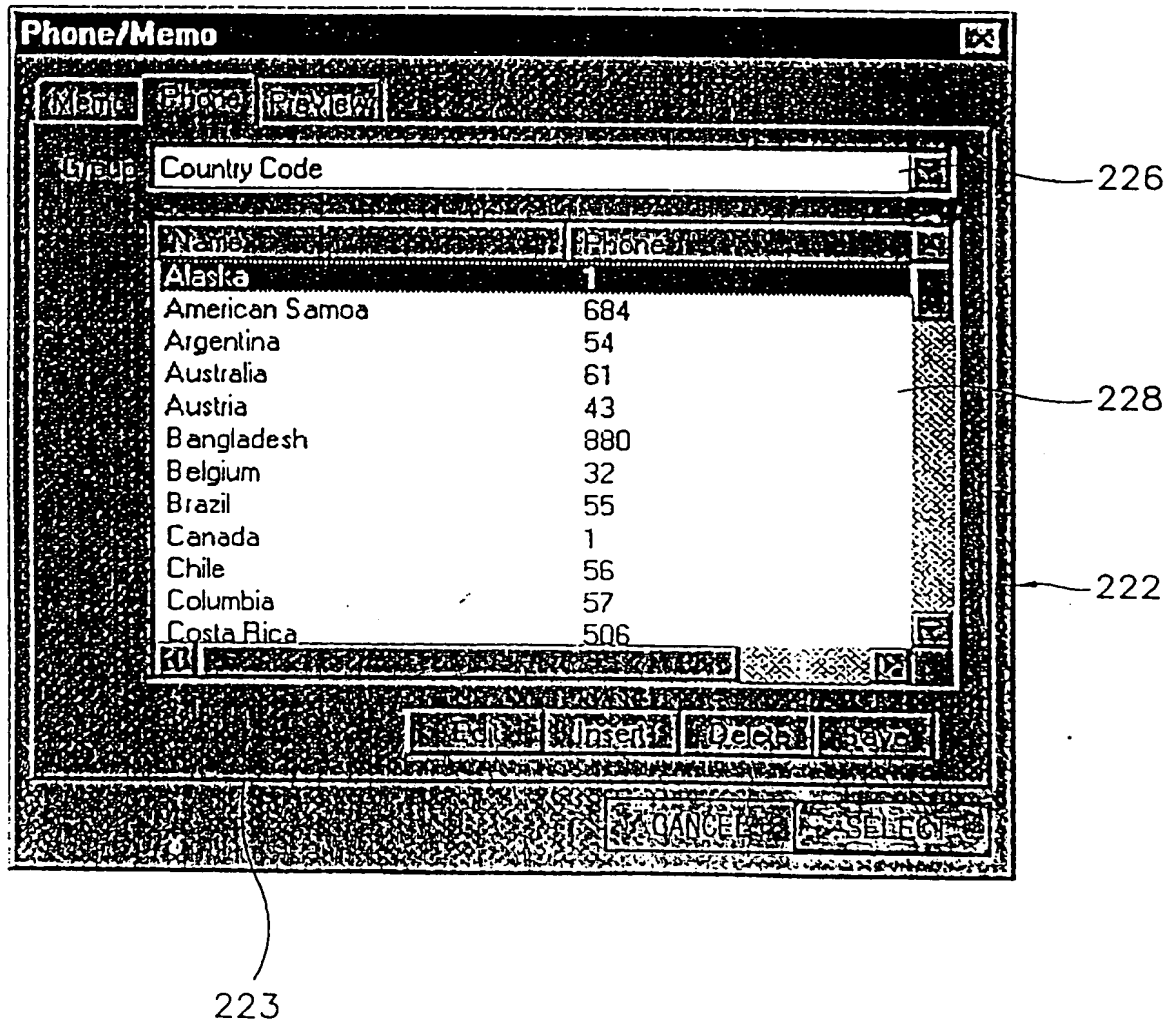 Phone/Memo
Memo Phone PreView
Group Country Code
226
Name Phone
Alaska 1
American Samoa 684
Argentina 54
Australia 61
228
Austria 43
Bangladesh 880
Belgium 32
Brazil 55
Canada 1
Chile 56
222
Columbia 57
Costa Rica 506
Edit Insert Delete Save
CANCEL SELECT
223